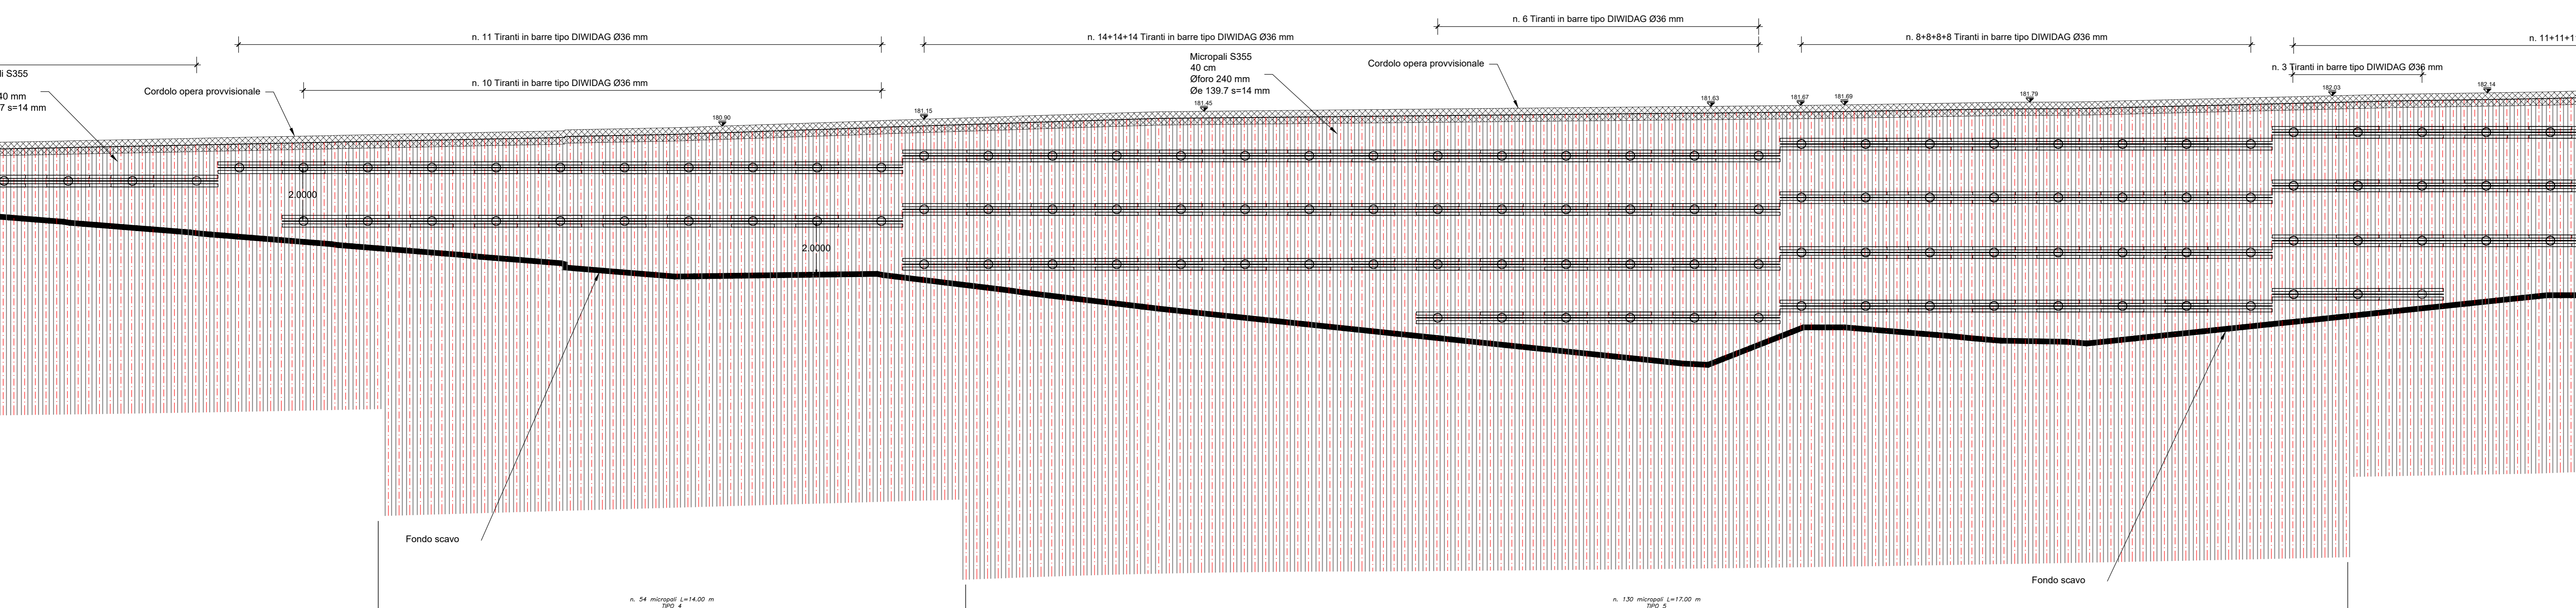 n. 6 Tiranti in barre tipo DIWIDAG Ø36 mm
n. 11 Tiranti in barre tipo DIWIDAG Ø36 mm
n. 14+14+14 Tiranti in barre tipo DIWIDAG Ø36 mm
n. 8+8+8+8 Tiranti in barre tipo DIWIDAG Ø36 mm
n. 11+11+1
Micropali S355
40 cm
Øforo 240 mm
Øe 139.7 s=14 mm
Cordolo opera provvisionale
n. 3 Tiranti in barre tipo DIWIDAG Ø36 mm
li S355
40 mm
7 s=14 mm
Cordolo opera provvisionale
n. 10 Tiranti in barre tipo DIWIDAG Ø36 mm
180.90
181.15
181.45
181.63
181.67
181.69
181.79
182.03
182.14
2.0000
2.0000
Fondo scavo
Fondo scavo
n. 54 micropali L=14.00 m
TIPO 4
n. 130 micropali L=17.00 m
TIPO 5